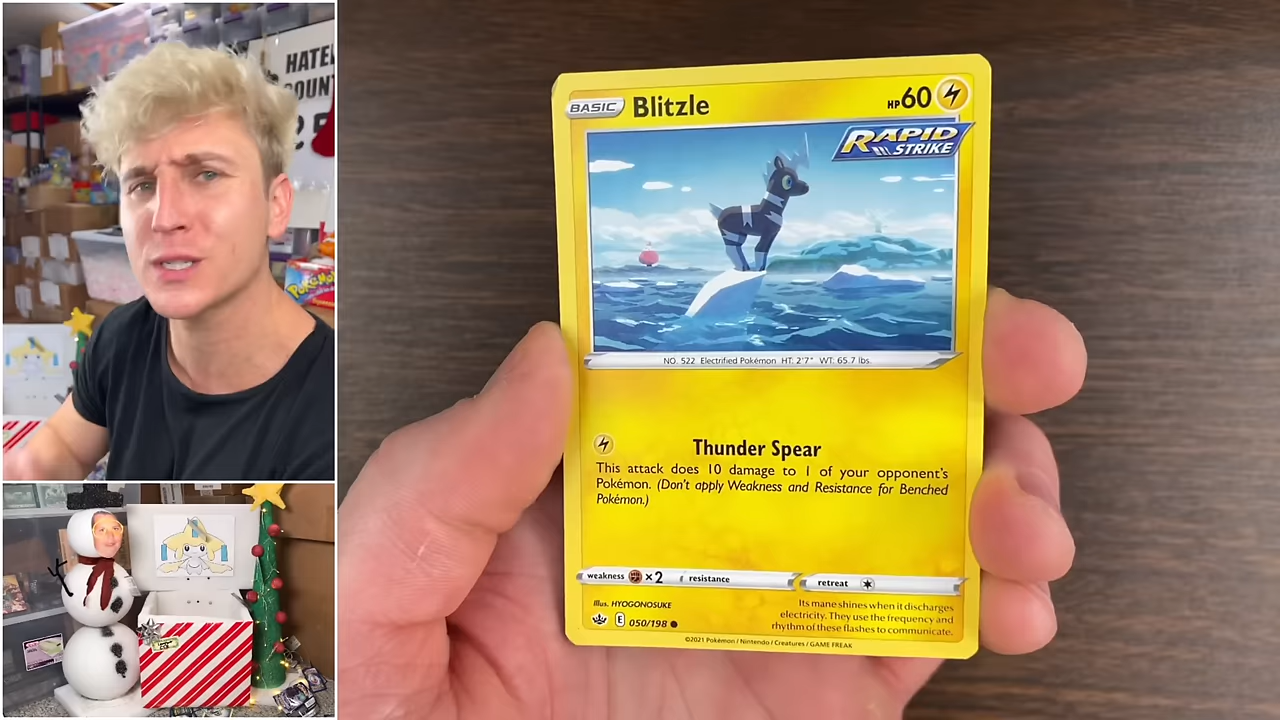 HATE
OUNT
POKéMO
BASIC Blitzle HP60
RAPID
STRIKE
NO. 522 Electrified Pokémon HT: 2'7" WT: 65.7 lbs.
Thunder Spear
This attack does 10 damage to 1 of your opponent's
Pokémon. (Don't apply Weakness and Resistance for Benched
Pokémon.)
weakness ×2 resistance retreat
Illus. HYOGONOSUKE
E 050/198
Its mane shines when it discharges
electricity. They use the frequency and
rhythm of these flashes to communicate.
©2021 Pokémon / Nintendo / Creatures / GAME FREAK